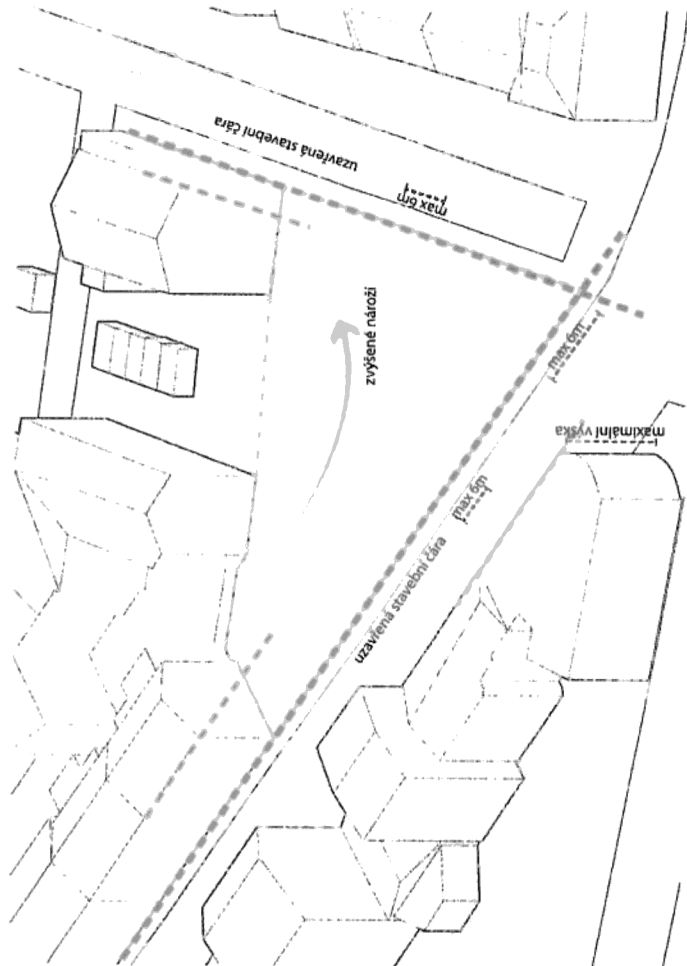 uzavřená stavební čára
max 6m
zvýšené nároží
max 6m
maximální výška
max 6m
uzavřená stavební čára